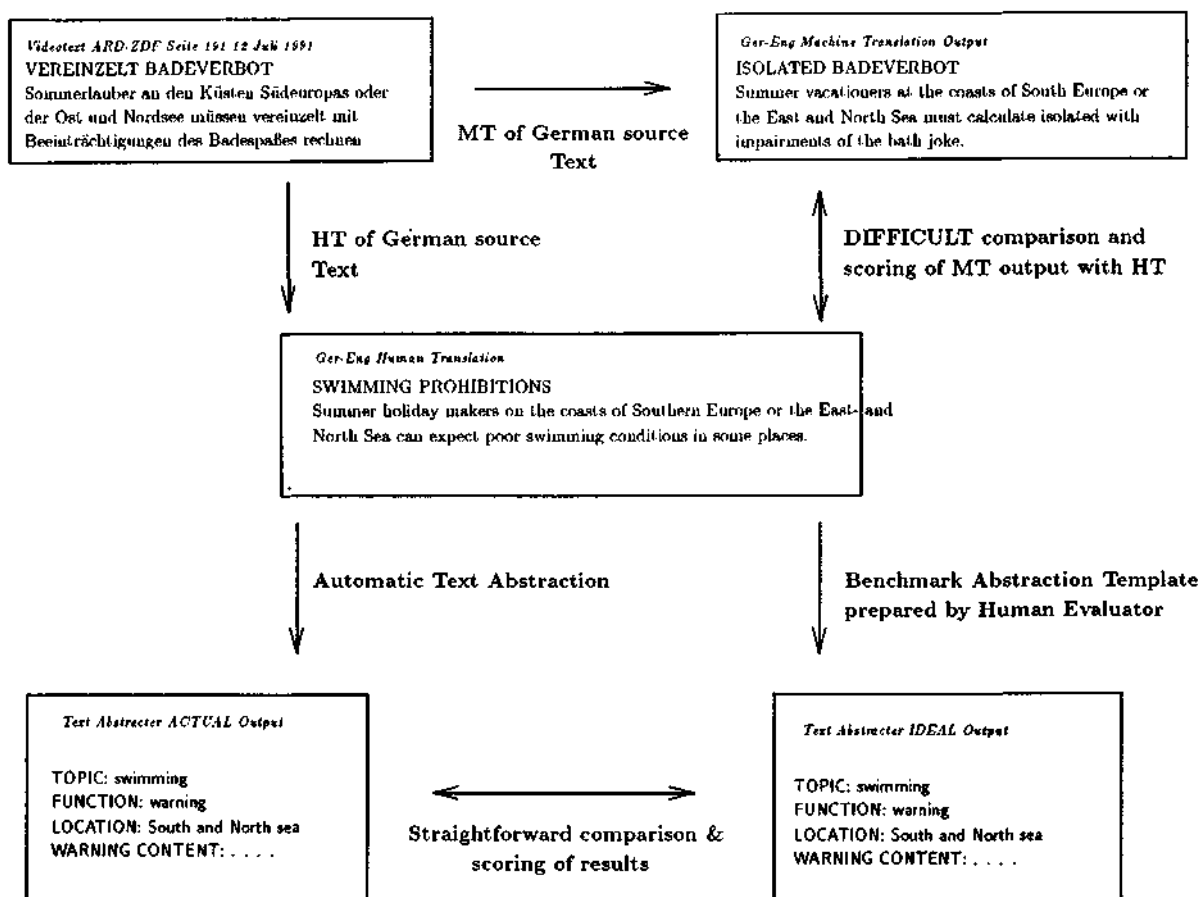 Videotext ARD-ZDF Seite 191 12 Juli 1991
VEREINZELT BADEVERBOT
Sommerlauber an den Küsten Südeuropas oder
der Ost und Nordsee müssen vereinzelt mit
Beeinträchtigungen des Badespaßes rechnen
MT of German source
Text
Ger-Eng Machine Translation Output
ISOLATED BADEVERBOT
Summer vacationers at the coasts of South Europe or
the East and North Sea must calculate isolated with
impairments of the bath joke.
HT of German source
Text
DIFFICULT comparison and
scoring of MT output with HT
Ger-Eng Human Translation
SWIMMING PROHIBITIONS
Summer holiday makers on the coasts of Southern Europe or the East- and
North Sea can expect poor swimming conditions in some places.
Automatic Text Abstraction
Benchmark Abstraction Template
prepared by Human Evaluator
Text Abstracter ACTUAL Output
TOPIC: swimming
FUNCTION: warning
LOCATION: South and North sea
WARNING CONTENT: . . . .
Straightforward comparison &
scoring of results
Text Abstracter IDEAL Output
TOPIC: swimming
FUNCTION: warning
LOCATION: South and North sea
WARNING CONTENT: . . . .